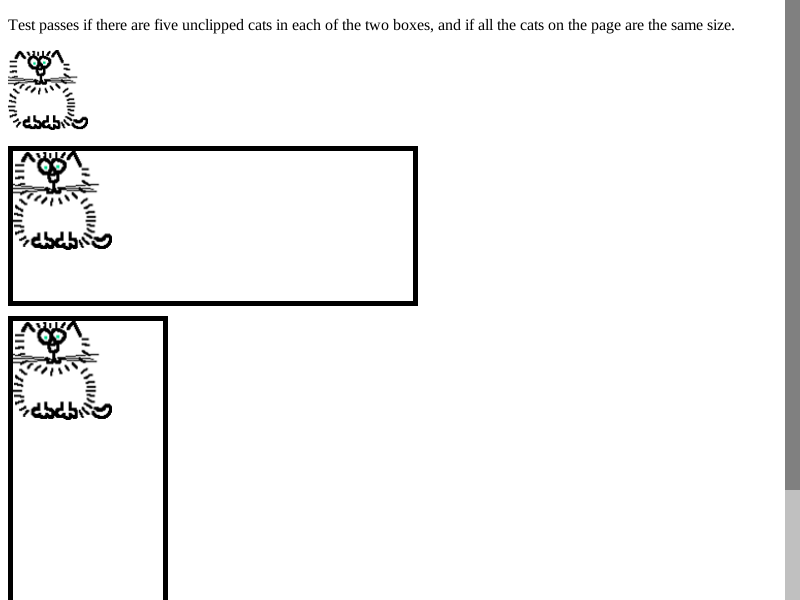 Test passes if there are five unclipped cats in each of the two boxes, and if all the cats on the page are the same size.